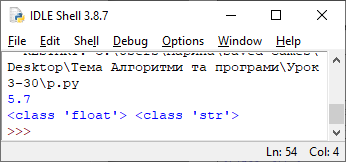 IDLE Shell 3.8.7
File Edit Shell Debug Options Window Help
Desktop\Тема Алгоритми та програми\Урок
3-30\p.py
5.7
<class 'float'> <class 'str'>
>>>
Ln: 54 Col: 4